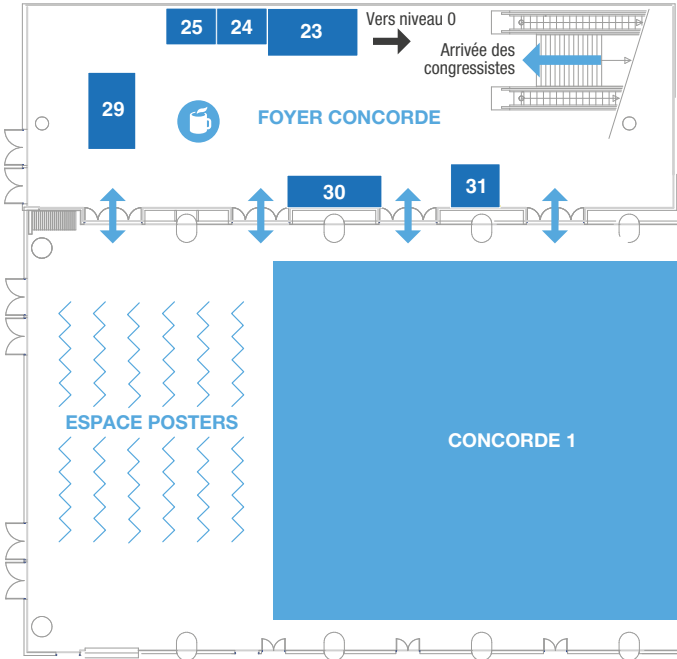 25
24
23
Vers niveau 0
Arrivée des
congressistes
29
FOYER CONCORDE
30
31
ESPACE POSTERS
CONCORDE 1